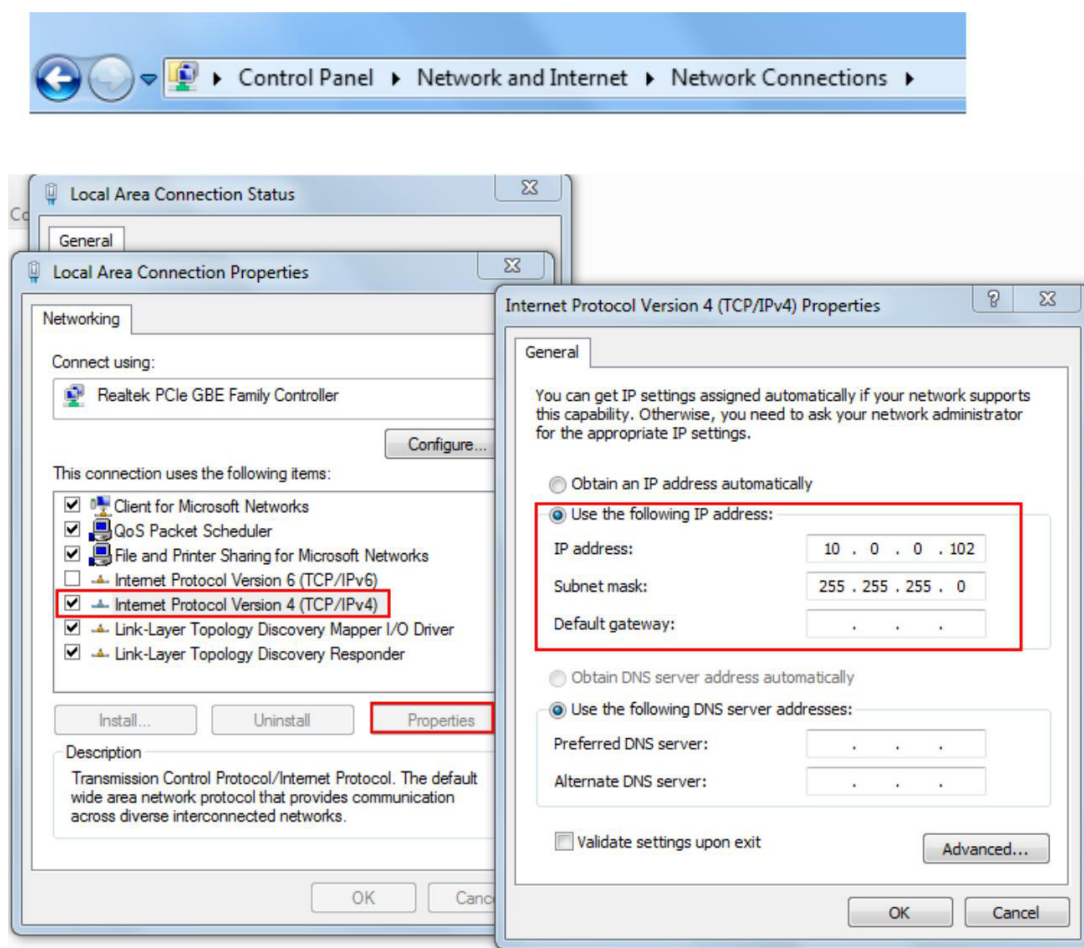 Control Panel Network and Internet Network Connections
Local Area Connection Status
General
Local Area Connection Properties
Networking
Connect using:
Realtek PCIe GBE Family Controller
Configure...
This connection uses the following items:
Client for Microsoft Networks
QoS Packet Scheduler
File and Printer Sharing for Microsoft Networks
Internet Protocol Version 6 (TCP/IPv6)
Internet Protocol Version 4 (TCP/IPv4)
Link-Layer Topology Discovery Mapper I/O Driver
Link-Layer Topology Discovery Responder
Install... Uninstall Properties
Description
Transmission Control Protocol/Internet Protocol. The default
wide area network protocol that provides communication
across diverse interconnected networks.
OK
Internet Protocol Version 4 (TCP/IPv4) Properties
General
You can get IP settings assigned automatically if your network supports
this capability. Otherwise, you need to ask your network administrator
for the appropriate IP settings.
Obtain an IP address automatically
Use the following IP address:
IP address: 10 . 0 . 0 . 102
Subnet mask: 255 . 255 . 255 . 0
Default gateway: . . .
Obtain DNS server address automatically
Use the following DNS server addresses:
Preferred DNS server: . . .
Alternate DNS server: . . .
Validate settings upon exit
Advanced...
OK Cancel